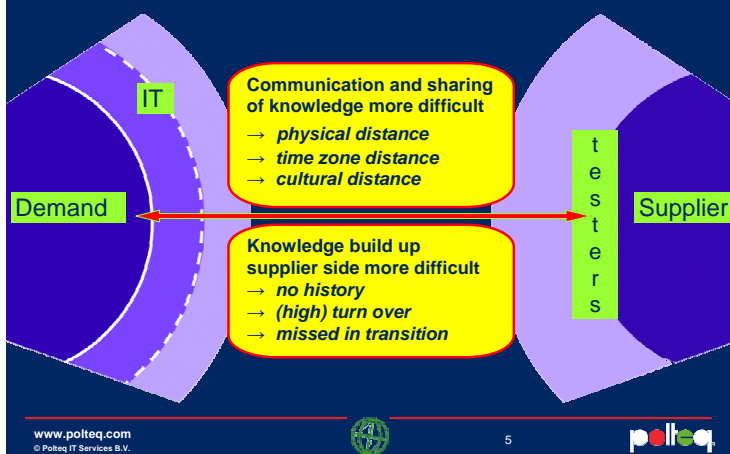 IT
Communication and sharing
of knowledge more difficult
→ physical distance
→ time zone distance
→ cultural distance
Demand
testers
Supplier
Knowledge build up
supplier side more difficult
→ no history
→ (high) turn over
→ missed in transition
www.polteq.com
© Polteq IT Services B.V.
5
polteq